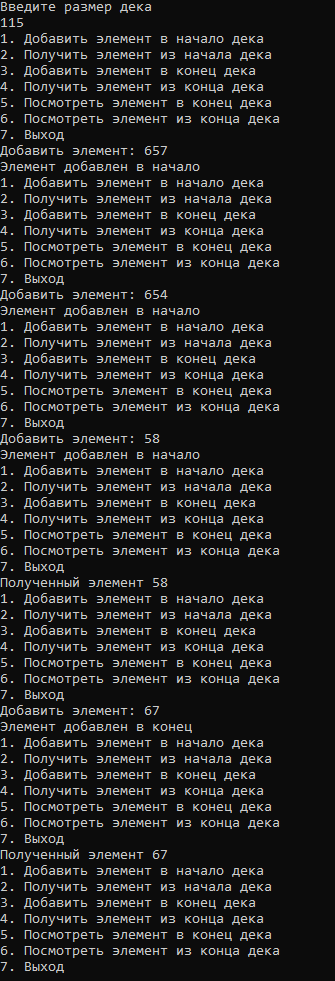 Введите размер дека
115
1. Добавить элемент в начало дека
2. Получить элемент из начала дека
3. Добавить элемент в конец дека
4. Получить элемент из конца дека
5. Посмотреть элемент в конец дека
6. Посмотреть элемент из конца дека
7. Выход
Добавить элемент: 657
Элемент добавлен в начало
1. Добавить элемент в начало дека
2. Получить элемент из начала дека
3. Добавить элемент в конец дека
4. Получить элемент из конца дека
5. Посмотреть элемент в конец дека
6. Посмотреть элемент из конца дека
7. Выход
Добавить элемент: 654
Элемент добавлен в начало
1. Добавить элемент в начало дека
2. Получить элемент из начала дека
3. Добавить элемент в конец дека
4. Получить элемент из конца дека
5. Посмотреть элемент в конец дека
6. Посмотреть элемент из конца дека
7. Выход
Добавить элемент: 58
Элемент добавлен в начало
1. Добавить элемент в начало дека
2. Получить элемент из начала дека
3. Добавить элемент в конец дека
4. Получить элемент из конца дека
5. Посмотреть элемент в конец дека
6. Посмотреть элемент из конца дека
7. Выход
Полученный элемент 58
1. Добавить элемент в начало дека
2. Получить элемент из начала дека
3. Добавить элемент в конец дека
4. Получить элемент из конца дека
5. Посмотреть элемент в конец дека
6. Посмотреть элемент из конца дека
7. Выход
Добавить элемент: 67
Элемент добавлен в конец
1. Добавить элемент в начало дека
2. Получить элемент из начала дека
3. Добавить элемент в конец дека
4. Получить элемент из конца дека
5. Посмотреть элемент в конец дека
6. Посмотреть элемент из конца дека
7. Выход
Полученный элемент 67
1. Добавить элемент в начало дека
2. Получить элемент из начала дека
3. Добавить элемент в конец дека
4. Получить элемент из конца дека
5. Посмотреть элемент в конец дека
6. Посмотреть элемент из конца дека
7. Выход